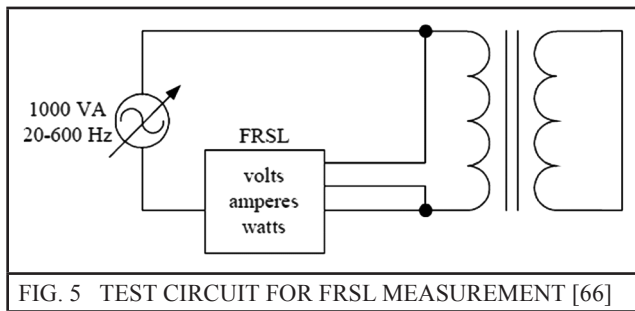 1000 VA
20-600 Hz
FRSL
volts
amperes
watts
FIG. 5 TEST CIRCUIT FOR FRSL MEASUREMENT [66]